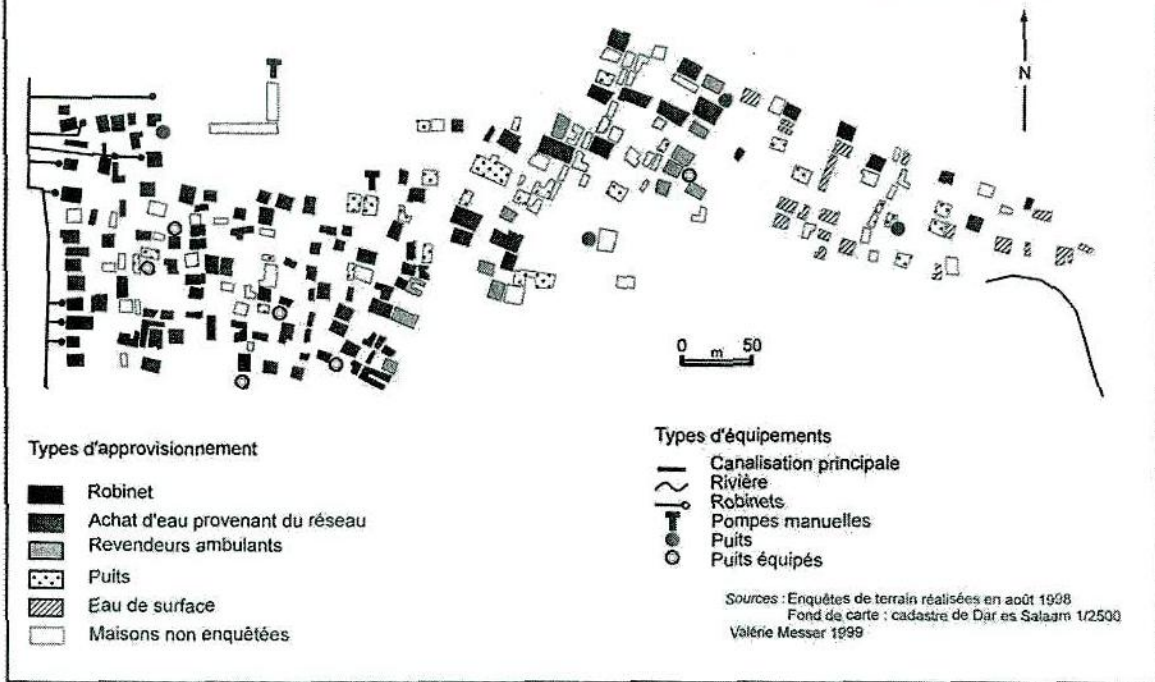 N
0 m 50
Types d'approvisionnement
Robinet
Achat d'eau provenant du réseau
Revendeurs ambulants
Puits
Eau de surface
Maisons non enquêtées
Types d'équipements
Canalisation principale
Rivière
Robinets
Pompes manuelles
Puits
Puits équipés
Sources : Enquêtes de terrain réalisées en août 1998
Fond de carte : cadastre de Dar es Salaam 1/2500
Valérie Messer 1999